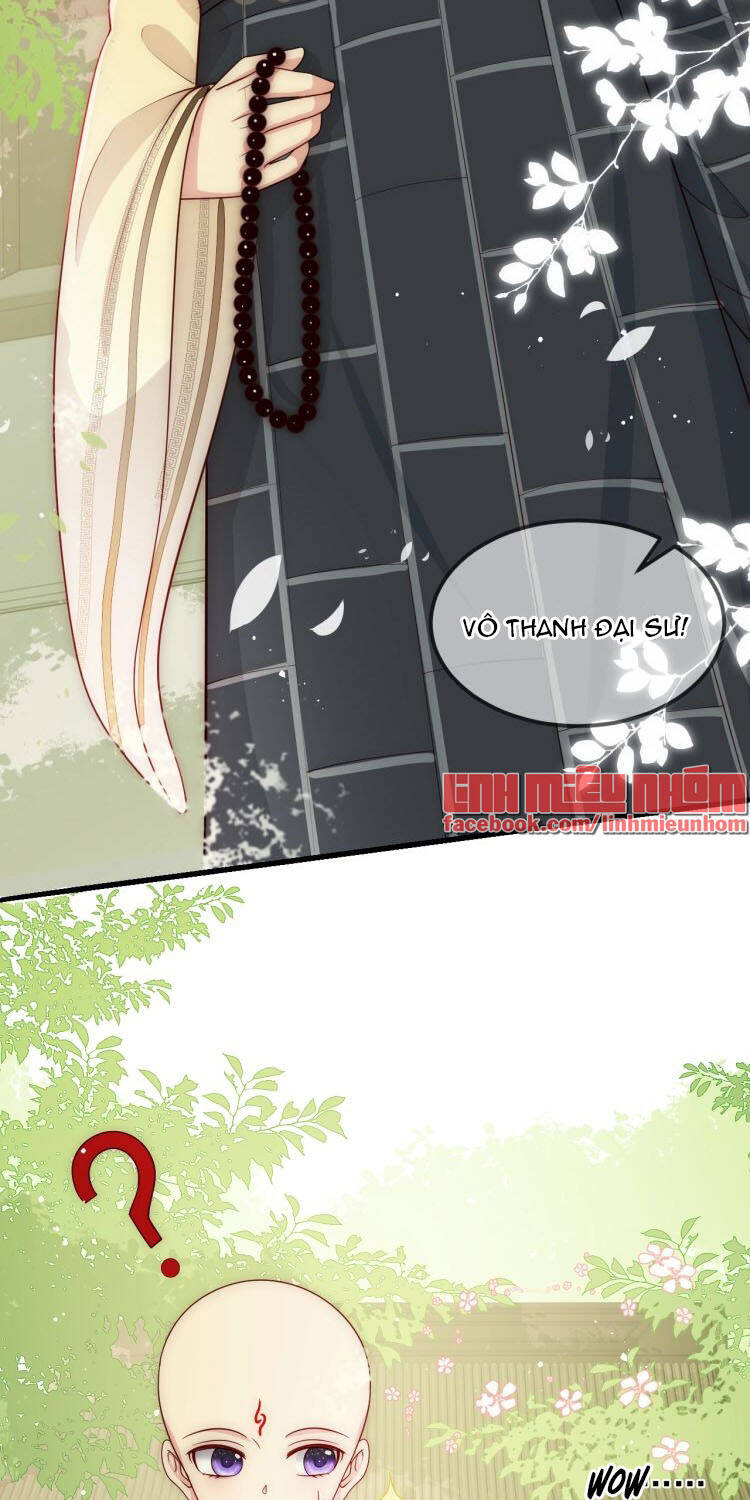 VÔ THANH ĐẠI SƯ!
LINH MIÊU NHÓM
facebook.com/linhmieunhom
?
WOW.....